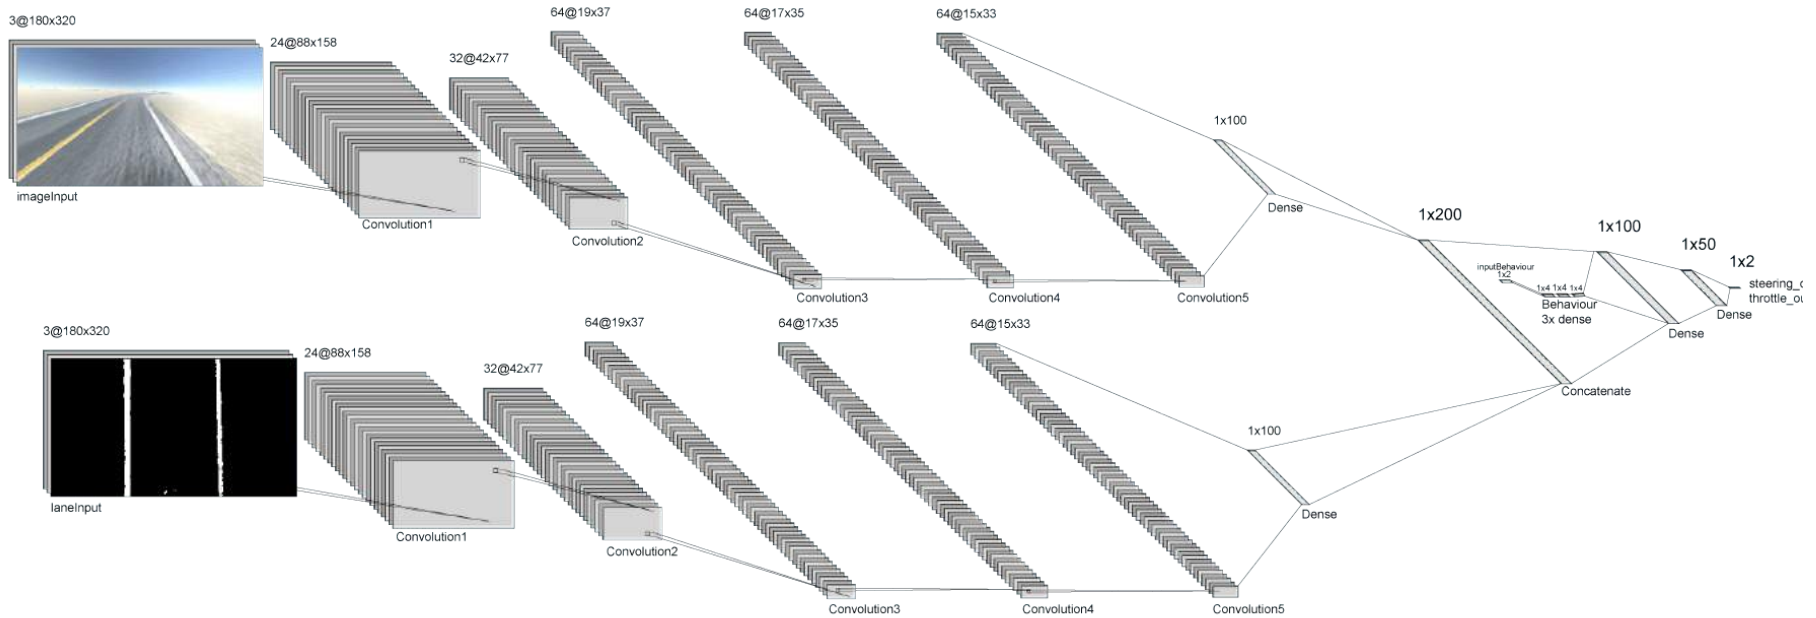 3@180x320
24@88x158
32@42x77
64@19x37
64@17x35
64@15x33
1x100
imageInput
Convolution1
Convolution2
Convolution3
Convolution4
Convolution5
Dense
3@180x320
24@88x158
32@42x77
64@19x37
64@17x35
64@15x33
1x100
laneInput
Convolution1
Convolution2
Convolution3
Convolution4
Convolution5
Dense
1x200
Concatenate
inputBehaviour
1x2
1x4 1x4 1x4
Behaviour
3x dense
1x100
Dense
1x50
Dense
1x2
steering_o
throttle_ou